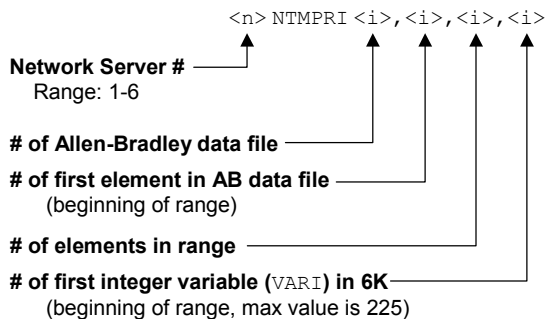 <n> NTMPRI <i>,<i>,<i>,<i>
Network Server #
Range: 1-6
# of Allen-Bradley data file
# of first element in AB data file
(beginning of range)
# of elements in range
# of first integer variable (VARI) in 6K
(beginning of range, max value is 225)